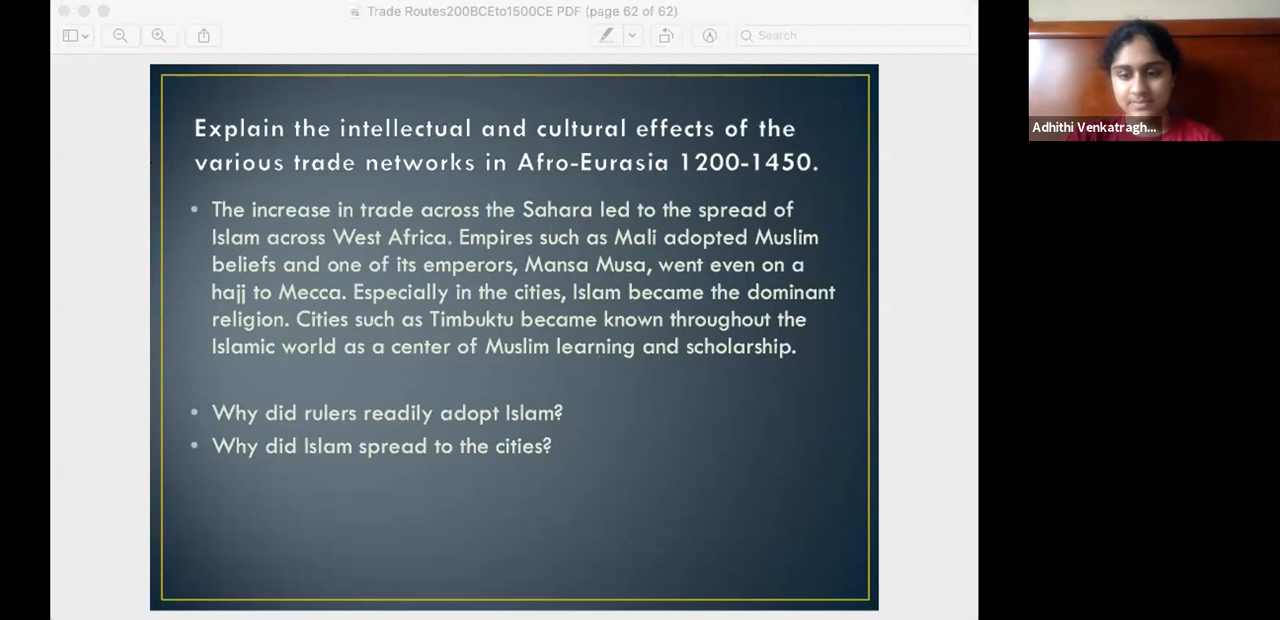 Trade Routes200BCEto1500CE PDF (page 62 of 62)
Search
Explain the intellectual and cultural effects of the
various trade networks in Afro-Eurasia 1200-1450.
• The increase in trade across the Sahara led to the spread of
Islam across West Africa. Empires such as Mali adopted Muslim
beliefs and one of its emperors, Mansa Musa, went even on a
hajj to Mecca. Especially in the cities, Islam became the dominant
religion. Cities such as Timbuktu became known throughout the
Islamic world as a center of Muslim learning and scholarship.
• Why did rulers readily adopt Islam?
• Why did Islam spread to the cities?
Adhithi Venkatragh...